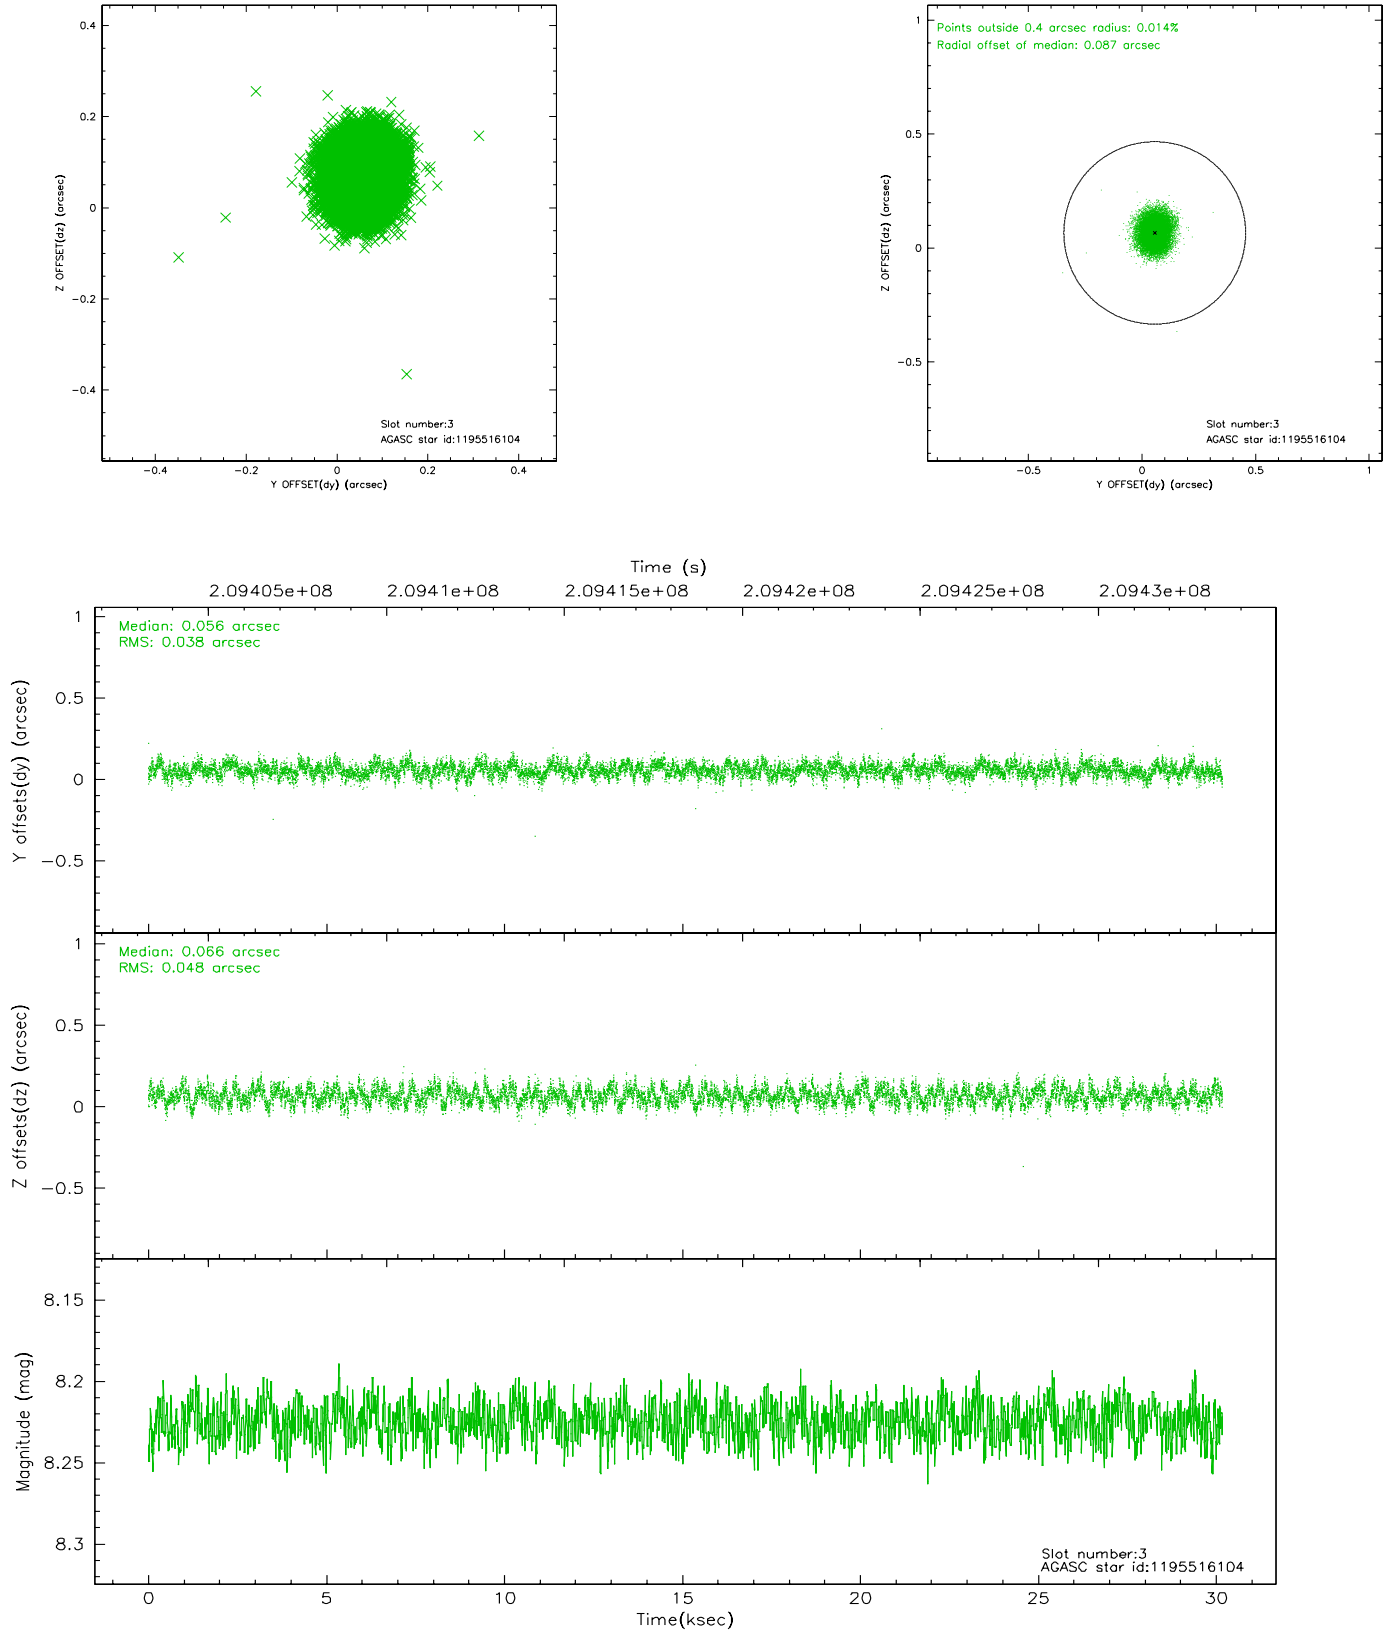 0.4
0.2
0
−0.2
−0.4
Z OFFSET(dz) (arcsec)
Slot number:3
AGASC star id:1195516104
−0.4 −0.2 0 0.2 0.4
Y OFFSET(dy) (arcsec)
Points outside 0.4 arcsec radius: 0.014%
Radial offset of median: 0.087 arcsec
1
0.5
0
−0.5
Z OFFSET(dz) (arcsec)
Slot number:3
AGASC star id:1195516104
−0.5 0 0.5 1
Y OFFSET(dy) (arcsec)
Time (s)
2.09405e+08 2.0941e+08 2.09415e+08 2.0942e+08 2.09425e+08 2.0943e+08
Median: 0.056 arcsec
RMS: 0.038 arcsec
1
0.5
0
−0.5
Y offsets(dy) (arcsec)
Median: 0.066 arcsec
RMS: 0.048 arcsec
1
0.5
0
−0.5
Z offsets(dz) (arcsec)
8.15
8.2
8.25
8.3
Magnitude (mag)
Slot number:3
AGASC star id:1195516104
0 5 10 15 20 25 30
Time(ksec)